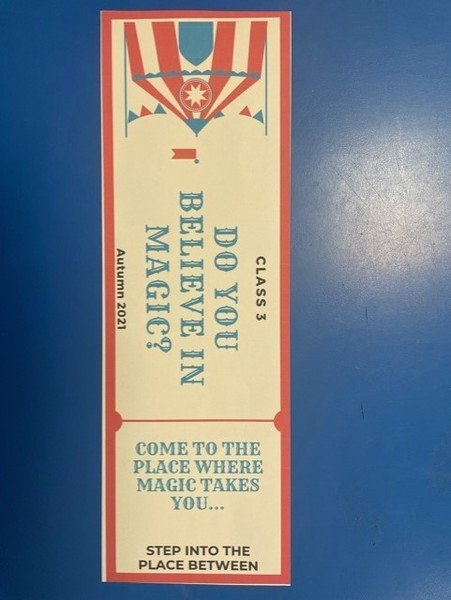 CLASS 3
DO YOU
BELIEVE IN
MAGIC?
Autumn 2021
COME TO THE
PLACE WHERE
MAGIC TAKES
YOU...
STEP INTO THE
PLACE BETWEEN